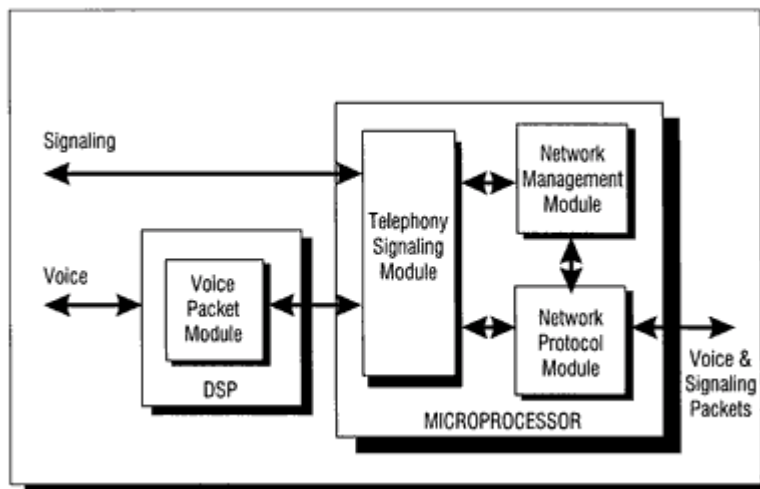 Signaling
Voice
Voice
Packet
Module
DSP
Telephony
Signaling
Module
Network
Management
Module
Network
Protocol
Module
MICROPROCESSOR
Voice &
Signaling
Packets